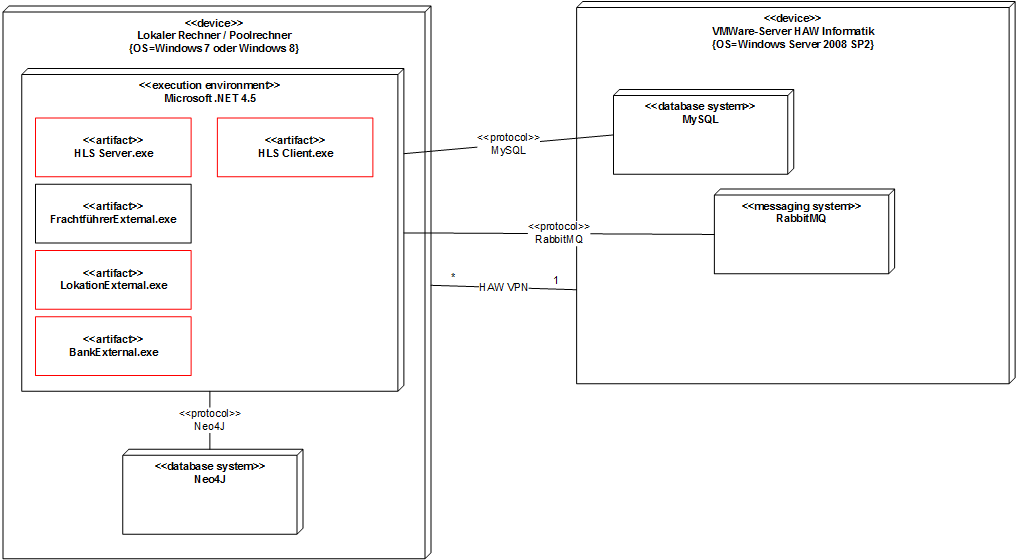 <<device>>
Lokaler Rechner / Poolrechner
{OS=Windows 7 oder Windows 8}
<<execution environment>>
Microsoft .NET 4.5
<<artifact>>
HLS Server.exe
<<artifact>>
HLS Client.exe
<<artifact>>
FrachtführerExternal.exe
<<artifact>>
LokationExternal.exe
<<artifact>>
BankExternal.exe
<<protocol>>
Neo4J
<<database system>>
Neo4J
<<protocol>>
MySQL
<<protocol>>
RabbitMQ
*
HAW VPN
1
<<device>>
VMWare-Server HAW Informatik
{OS=Windows Server 2008 SP2}
<<database system>>
MySQL
<<messaging system>>
RabbitMQ